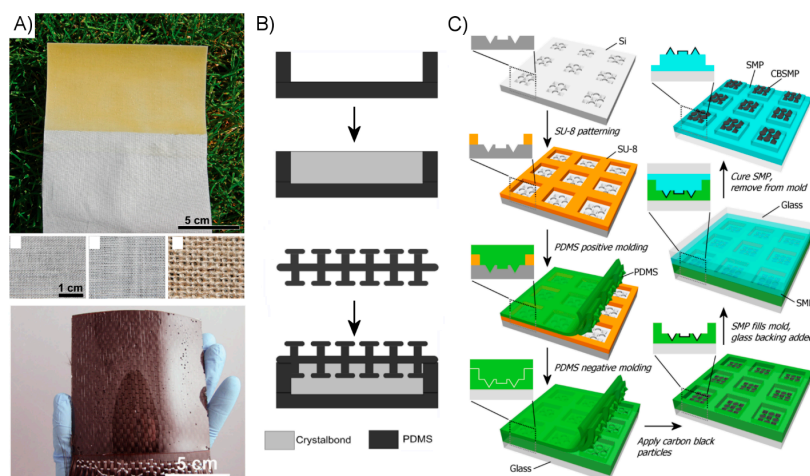 A)
5 cm
1 cm
5 cm
B)
Crystalbond
PDMS
C)
Si
SU-8 patterning
SU-8
PDMS positive molding
PDMS
PDMS negative molding
Glass
Apply carbon black
particles
SMP fills mold,
glass backing added
Glass
Cure SMP,
remove from mold
SMP
CBSMP